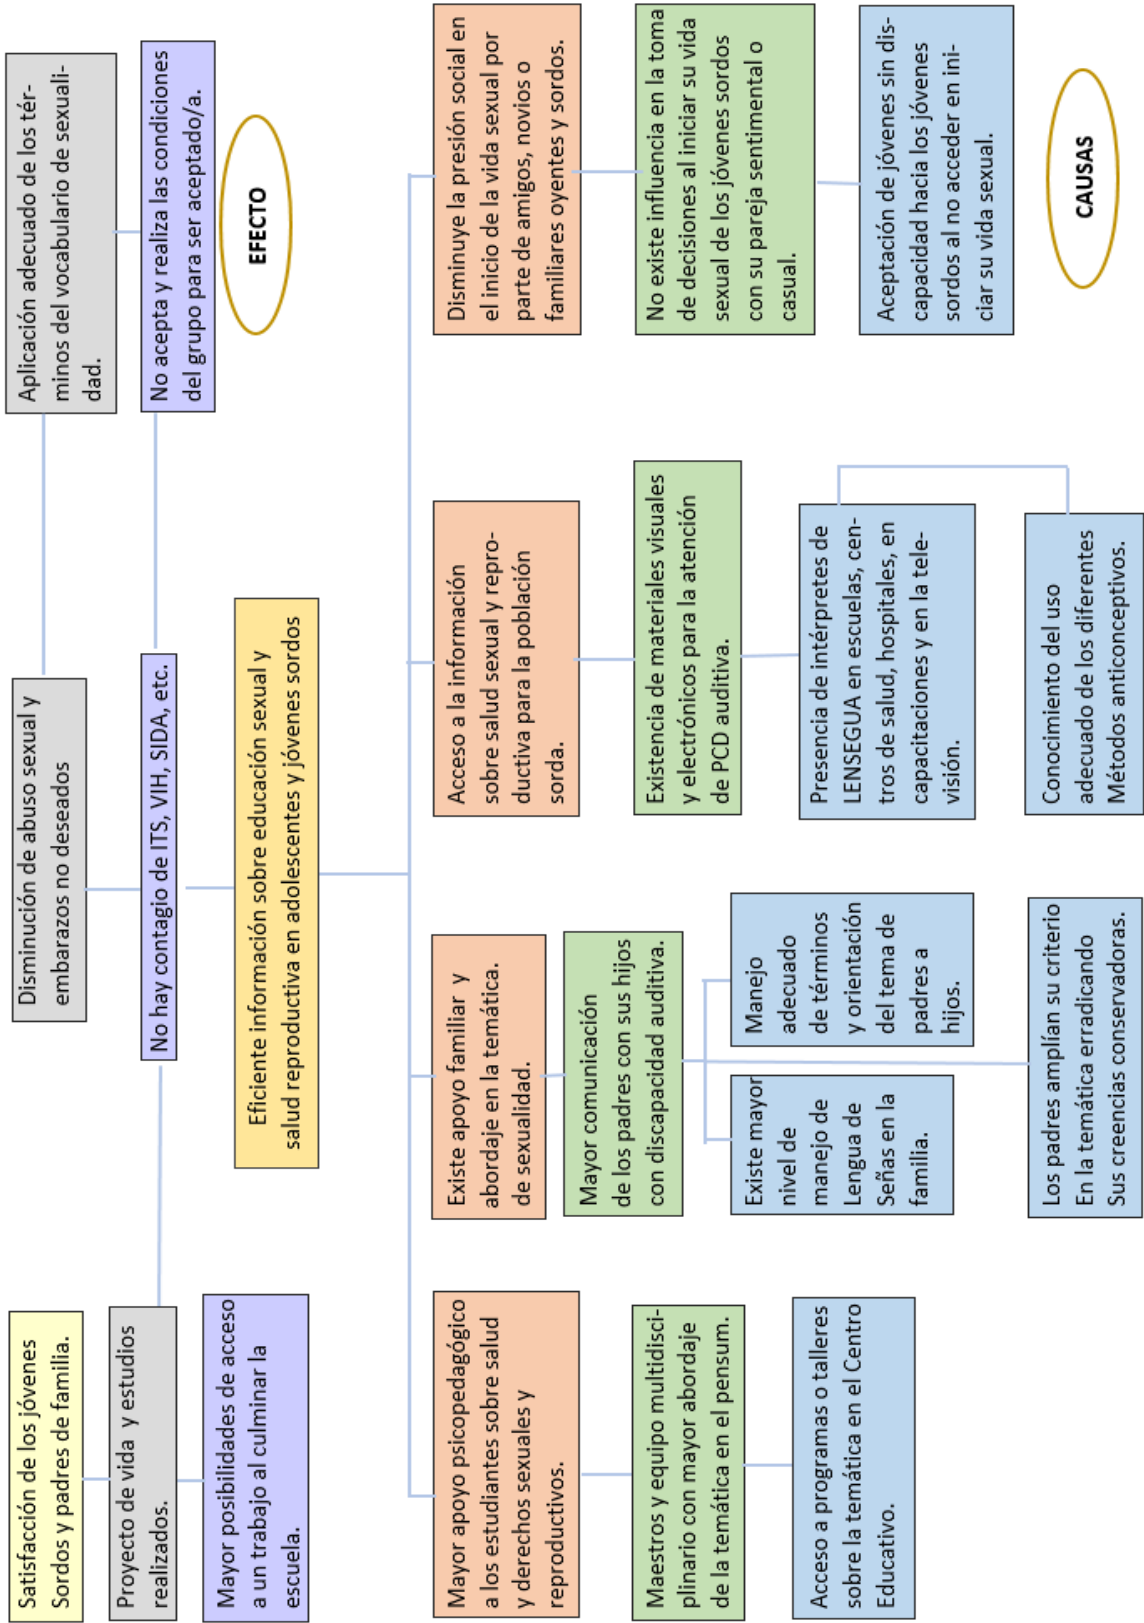 Satisfacción de los jóvenes
Sordos y padres de familia.
Proyecto de vida y estudios
realizados.
Mayor posibilidades de acceso
a un trabajo al culminar la
escuela.
Disminución de abuso sexual y
embarazos no deseados
No hay contagio de ITS, VIH, SIDA, etc.
Aplicación adecuado de los tér-
minos del vocabulario de sexuali-
dad.
No acepta y realiza las condiciones
del grupo para ser aceptado/a.
EFECTO
Eficiente información sobre educación sexual y
salud reproductiva en adolescentes y jóvenes sordos
Mayor apoyo psicopedagógico
a los estudiantes sobre salud
y derechos sexuales y
reproductivos.
Maestros y equipo multidisci-
plinario con mayor abordaje
de la temática en el pensum.
Acceso a programas o talleres
sobre la temática en el Centro
Educativo.
Existe apoyo familiar y
abordaje en la temática.
de sexualidad.
Mayor comunicación
de los padres con sus hijos
con discapacidad auditiva.
Existe mayor
nivel de
manejo de
Lengua de
Señas en la
familia.
Manejo
adecuado
de términos
y orientación
del tema de
padres a
hijos.
Los padres amplían su criterio
En la temática erradicando
Sus creencias conservadoras.
Acceso a la información
sobre salud sexual y repro-
ductiva para la población
sorda.
Existencia de materiales visuales
y electrónicos para la atención
de PCD auditiva.
Presencia de intérpretes de
LENSEGUA en escuelas, cen-
tros de salud, hospitales, en
capacitaciones y en la tele-
visión.
Conocimiento del uso
adecuado de los diferentes
Métodos anticonceptivos.
Disminuye la presión social en
el inicio de la vida sexual por
parte de amigos, novios o
familiares oyentes y sordos.
No existe influencia en la toma
de decisiones al iniciar su vida
sexual de los jóvenes sordos
con su pareja sentimental o
casual.
Aceptación de jóvenes sin dis-
capacidad hacia los jóvenes
sordos al no acceder en ini-
ciar su vida sexual.
CAUSAS